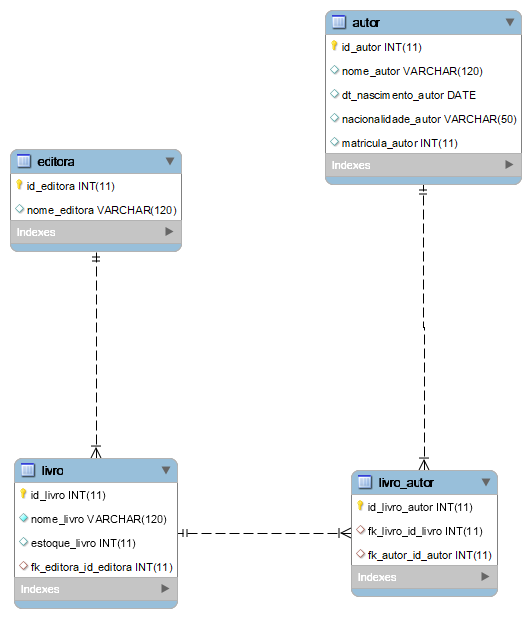 autor
id_autor INT(11)
nome_autor VARCHAR(120)
dt_nascimento_autor DATE
nacionalidade_autor VARCHAR(50)
matricula_autor INT(11)
Indexes
editora
id_editora INT(11)
nome_editora VARCHAR(120)
Indexes
livro
id_livro INT(11)
nome_livro VARCHAR(120)
estoque_livro INT(11)
fk_editora_id_editora INT(11)
Indexes
livro_autor
id_livro_autor INT(11)
fk_livro_id_livro INT(11)
fk_autor_id_autor INT(11)
Indexes